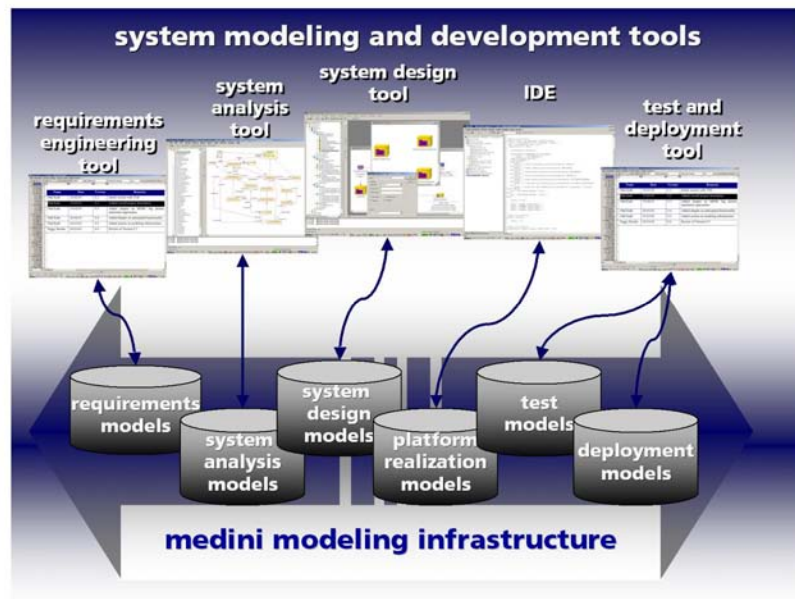 system modeling and development tools
system
analysis
tool
system design
tool
IDE
requirements
engineering
tool
test and
deployment
tool
requirements
models
system
analysis
models
system
design
models
platform
realization
models
test
models
deployment
models
medini modeling infrastructure